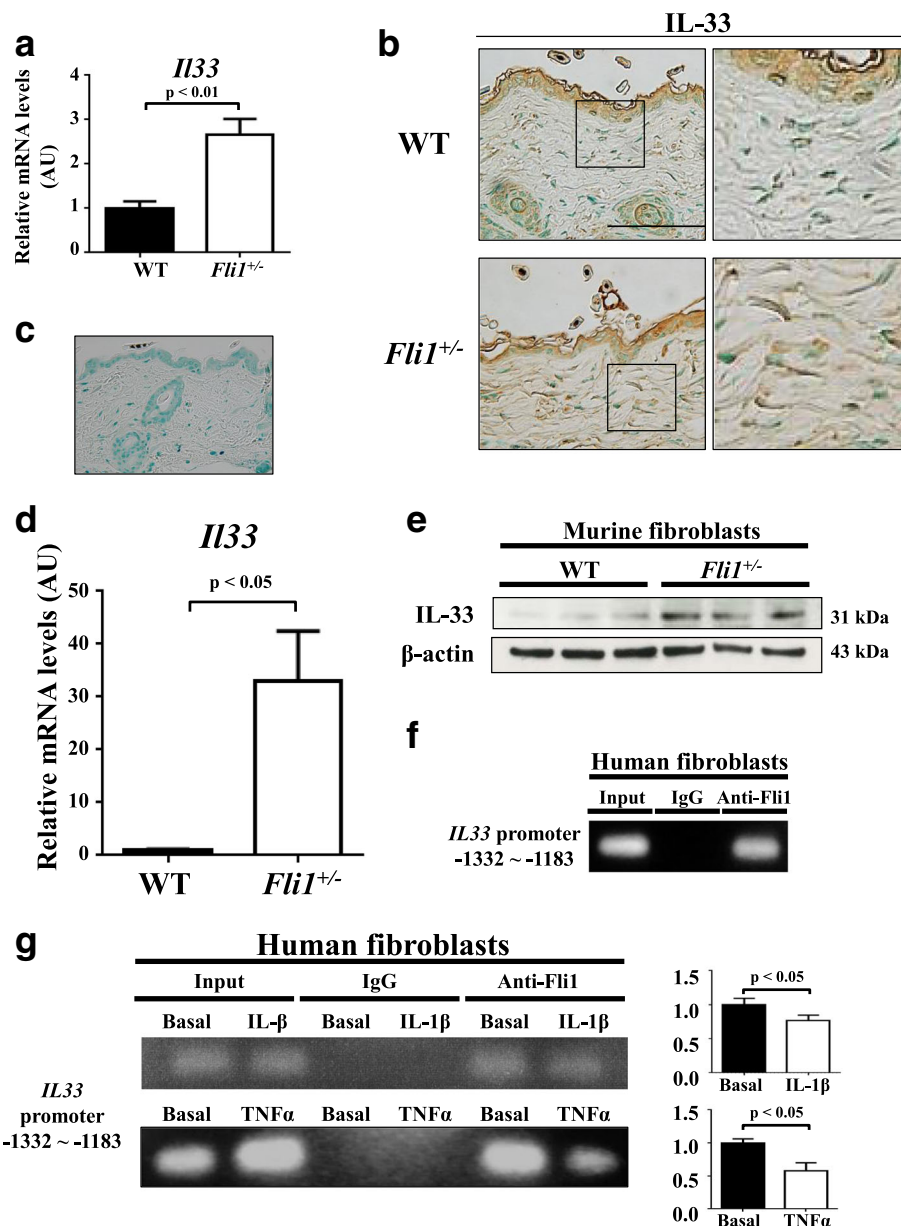 a
Il33
p < 0.01
Relative mRNA levels
(AU)
4
3
2
1
0
WT
Fli1+/-
b
IL-33
WT
Fli1+/-
c
d
Il33
p < 0.05
Relative mRNA levels (AU)
50
40
30
20
10
0
WT
Fli1+/-
e
Murine fibroblasts
WT Fli1+/-
IL-33 31 kDa
β-actin 43 kDa
f
Human fibroblasts
Input IgG Anti-Fli1
IL33 promoter
-1332 ~ -1183
g
Human fibroblasts
Input IgG Anti-Fli1
Basal IL-β Basal IL-1β Basal IL-1β
IL33
promoter
-1332 ~ -1183
Basal TNFα Basal TNFα Basal TNFα
1.5
1.0
0.5
0.0
p < 0.05
Basal IL-1β
1.5
1.0
0.5
0.0
p < 0.05
Basal TNFα